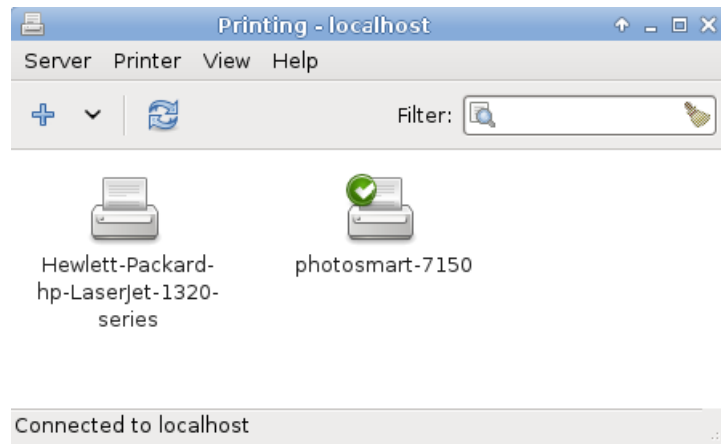 Printing - localhost
Server Printer View Help
Filter:
Hewlett-Packard-
hp-LaserJet-1320-
series
photosmart-7150
Connected to localhost